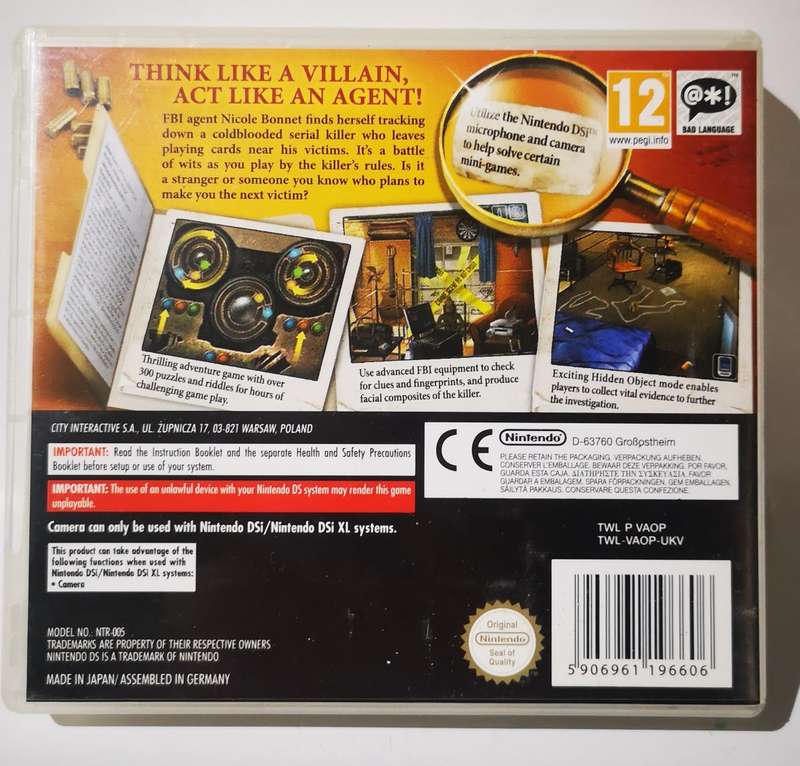 THINK LIKE A VILLAIN,
ACT LIKE AN AGENT!
FBI agent Nicole Bonnet finds herself tracking
down a coldblooded serial killer who leaves
playing cards near his victims. It's a battle
of wits as you play by the killer's rules. Is it
a stranger or someone you know who plans to
make you the next victim?
Utilize the Nintendo DSi™
microphone and camera
to help solve certain
mini-games.
12
www.pegi.info
@*!
BAD LANGUAGE
Thrilling adventure game with over
300 puzzles and riddles for hours of
challenging game play.
Use advanced FBI equipment to check
for clues and fingerprints, and produce
facial composites of the killer.
Exciting Hidden Object mode enables
players to collect vital evidence to further
the investigation.
CITY INTERACTIVE S.A., UL. ŻUPNICZA 17, 03-821 WARSAW, POLAND
IMPORTANT: Read the Instruction Booklet and the separate Health and Safety Precautions
Booklet before setup or use of your system.
IMPORTANT: The use of an unlawful device with your Nintendo DS system may render this game
unplayable.
Camera can only be used with Nintendo DSi/Nintendo DSi XL systems.
This product can take advantage of the
following functions when used with
Nintendo DSi/Nintendo DSi XL systems:
• Camera
MODEL NO.: NTR-005
TRADEMARKS ARE PROPERTY OF THEIR RESPECTIVE OWNERS
NINTENDO DS IS A TRADEMARK OF NINTENDO
MADE IN JAPAN/ ASSEMBLED IN GERMANY
CE Nintendo D-63760 Großpstheim
PLEASE RETAIN THE PACKAGING. VERPACKUNG AUFHEBEN.
CONSERVER L'EMBALLAGE. BEWAAR DEZE VERPAKKING. POR FAVOR,
GUARDAR ESTA CAJA. ΔΙΑΤΗΡΗΣΤΕ ΤΗΝ ΣΥΣΚΕΥΑΣΙΑ. FAVOR
GUARDAR A EMBALAGEM. SPARA FÖRPACKNINGEN. GEM EMBALLAGEN.
SÄILYTÄ PAKKAUS. CONSERVARE QUESTA CONFEZIONE.
TWL P VAOP
TWL-VAOP-UKV
Original
Nintendo
Seal of
Quality
5 906961 196606